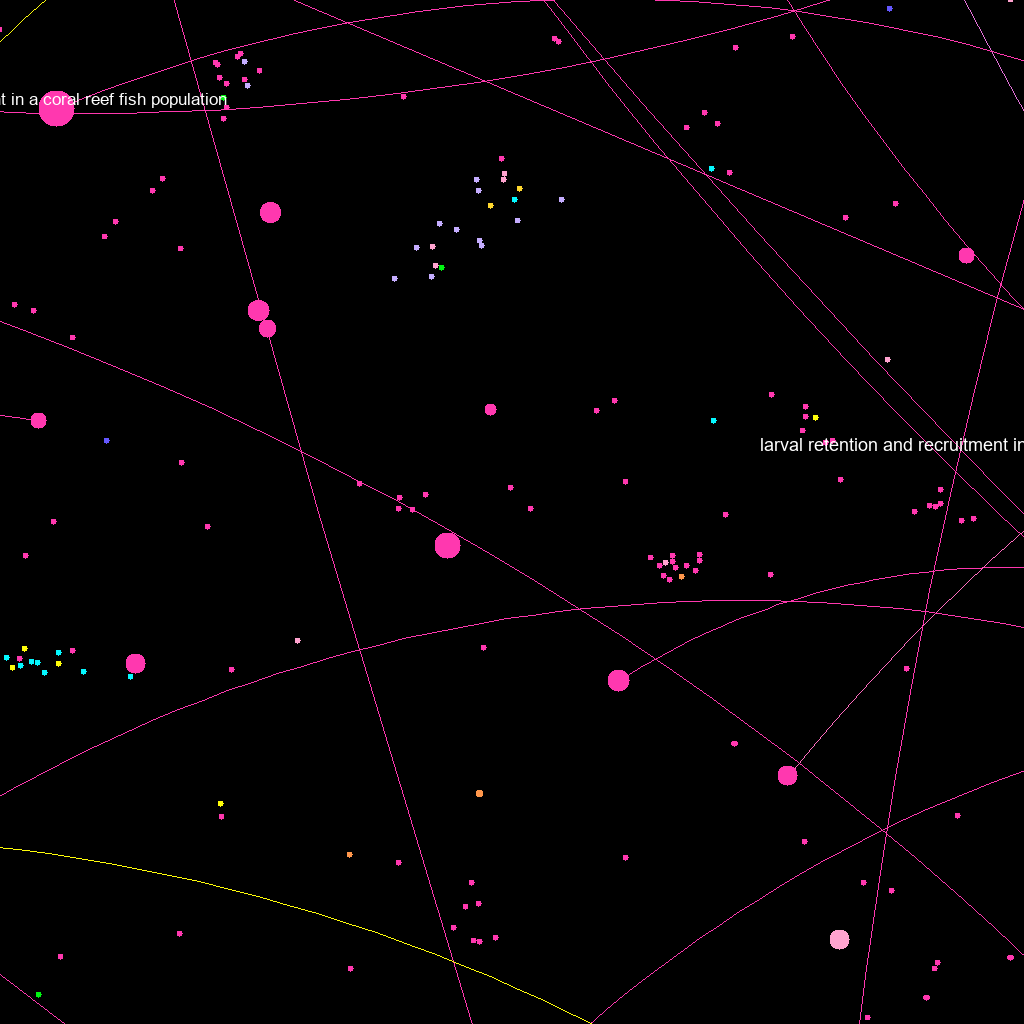 t in a coral reef fish population
larval retention and recruitment in